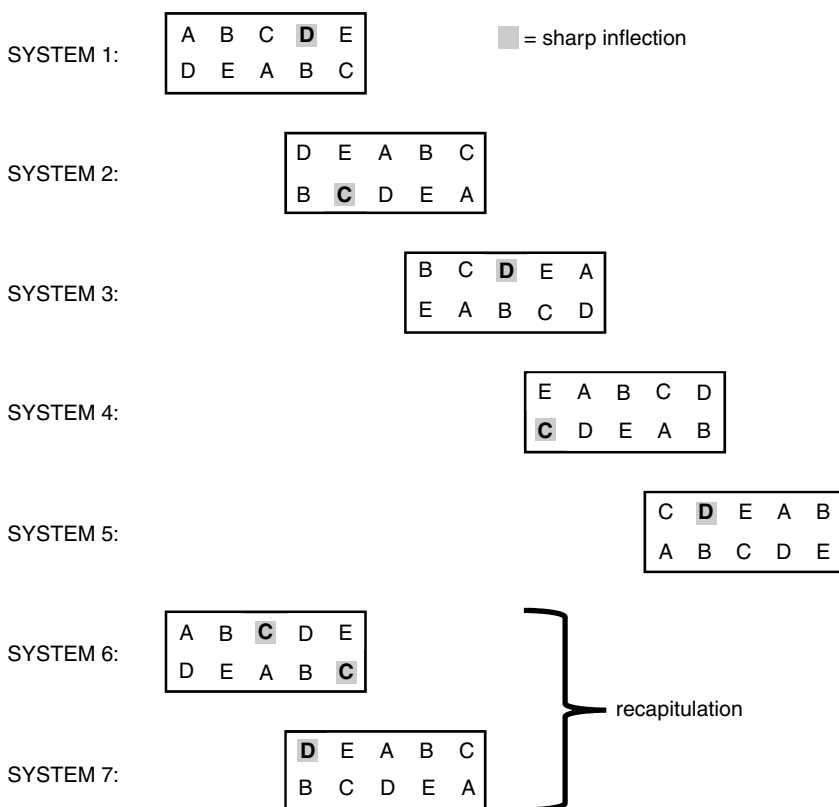 A B C D E
SYSTEM 1:
= sharp inflection
D E A B C
D E A B C
SYSTEM 2:
B C D E A
B C D E A
SYSTEM 3:
E A B C D
E A B C D
SYSTEM 4:
C D E A B
C D E A B
SYSTEM 5:
A B C D E
A B C D E
SYSTEM 6:
D E A B C
recapitulation
D E A B C
SYSTEM 7:
B C D E A